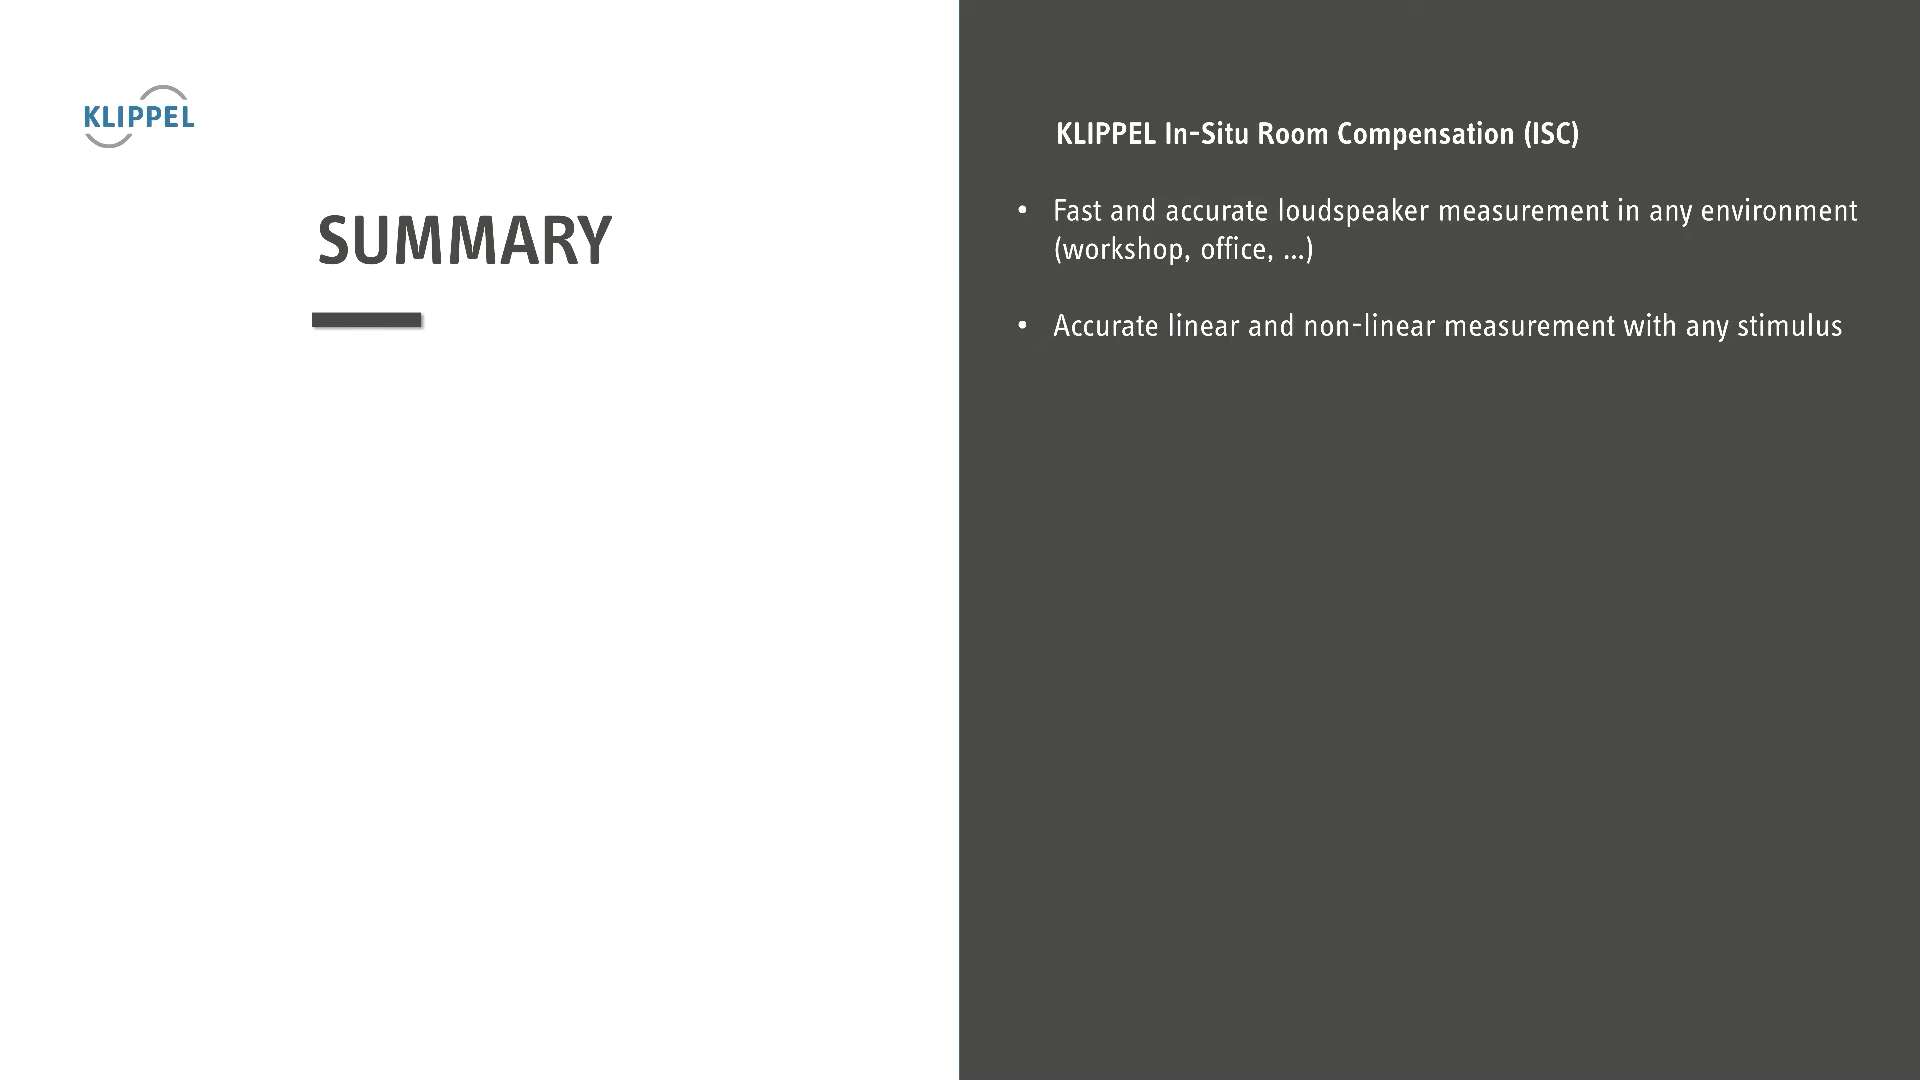 KLIPPEL
SUMMARY
KLIPPEL In-Situ Room Compensation (ISC)
• Fast and accurate loudspeaker measurement in any environment
(workshop, office, ...)
• Accurate linear and non-linear measurement with any stimulus